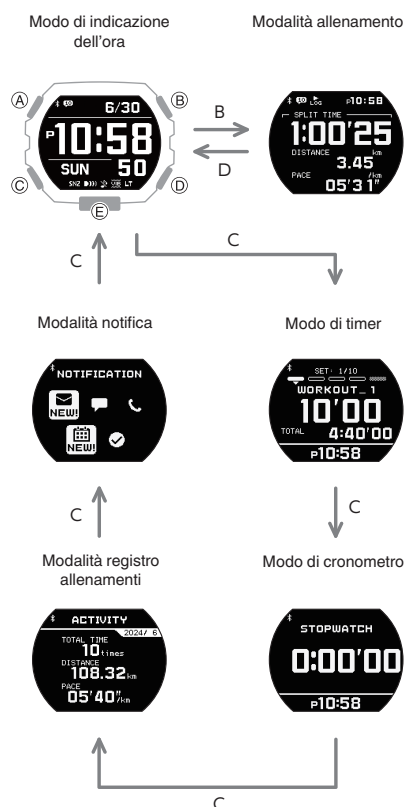 Modo di indicazione
dell'ora
Modalità allenamento
A
B
C
D
E
6/30
P 10:58
SUN 50
SNZ VIB LT
B
D
LOG P10:58
SPLIT TIME
1:00'25
DISTANCE
km
3.45
PACE
/km
05'31"
C
C
Modalità notifica
Modo di timer
NOTIFICATION
NEW!
NEW!
SET: 1/10
WORKOUT_1
10'00
TOTAL 4:40'00
P10:58
C
C
Modalità registro
allenamenti
Modo di cronometro
ACTIVITY
2024/ 6
TOTAL TIME
10times
DISTANCE
108.32km
PACE
05'40"/km
STOPWATCH
0:00'00
P10:58
C